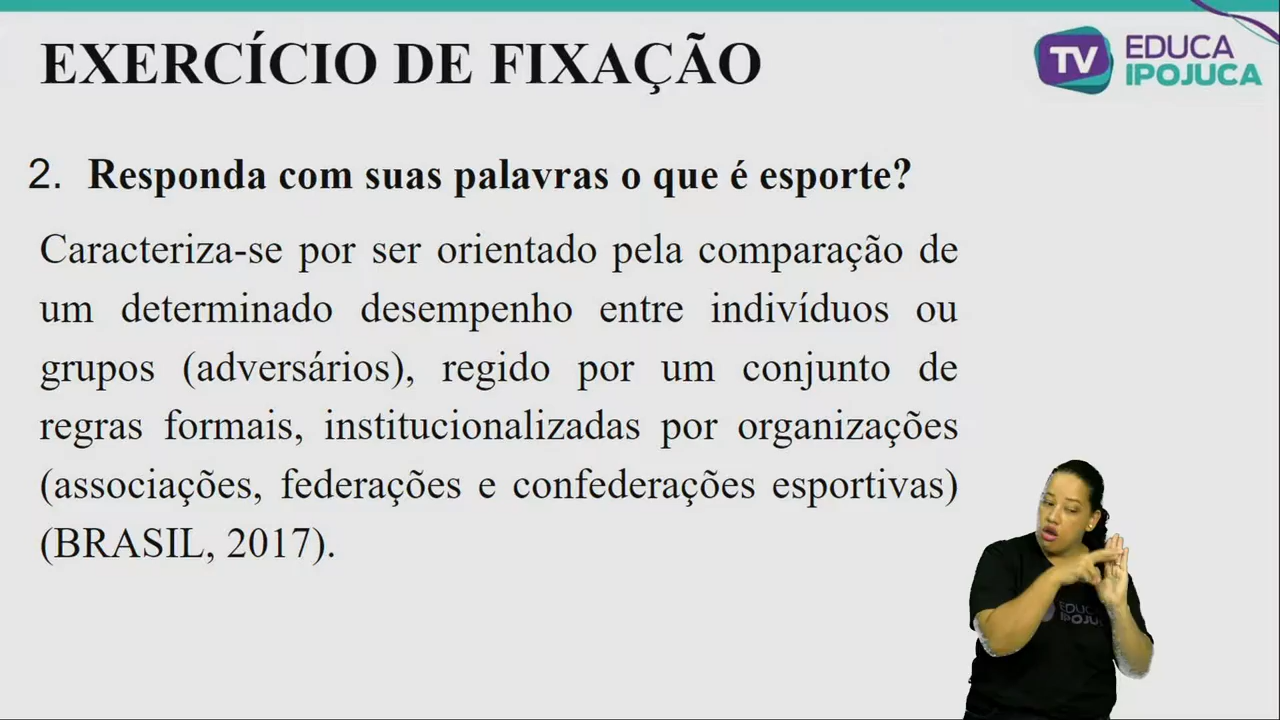 EXERCÍCIO DE FIXAÇÃO
TV EDUCA
IPOJUCA
2. Responda com suas palavras o que é esporte?
Caracteriza-se por ser orientado pela comparação de
um determinado desempenho entre indivíduos ou
grupos (adversários), regido por um conjunto de
regras formais, institucionalizadas por organizações
(associações, federações e confederações esportivas)
(BRASIL, 2017).